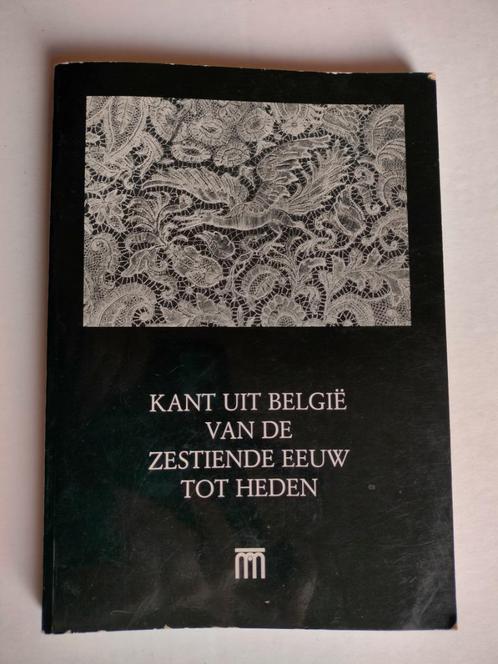 KANT UIT BELGIË
VAN DE
ZESTIENDE EEUW
TOT HEDEN